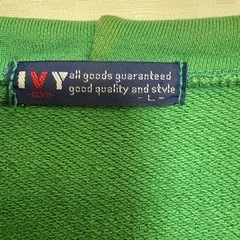 IVY
all goods guaranteed
good quality and style
- L -